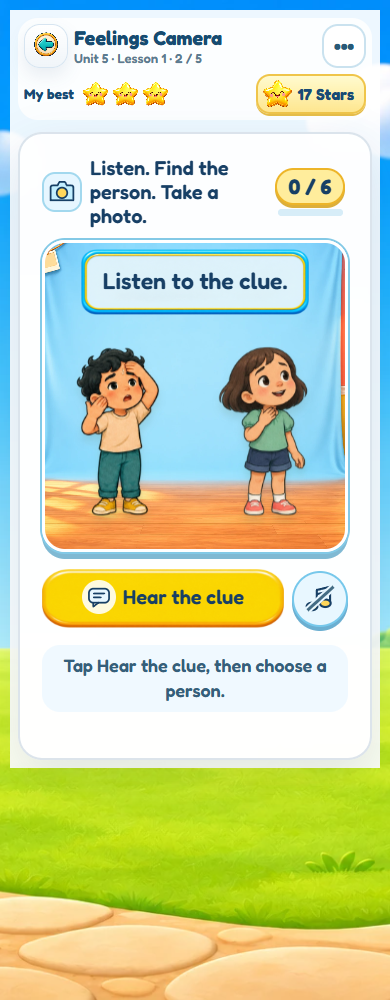 Feelings Camera
Unit 5 · Lesson 1 · 2 / 5
My best
17 Stars
Listen. Find the
person. Take a
photo.
0 / 6
Listen to the clue.
Hear the clue
Tap Hear the clue, then choose a
person.